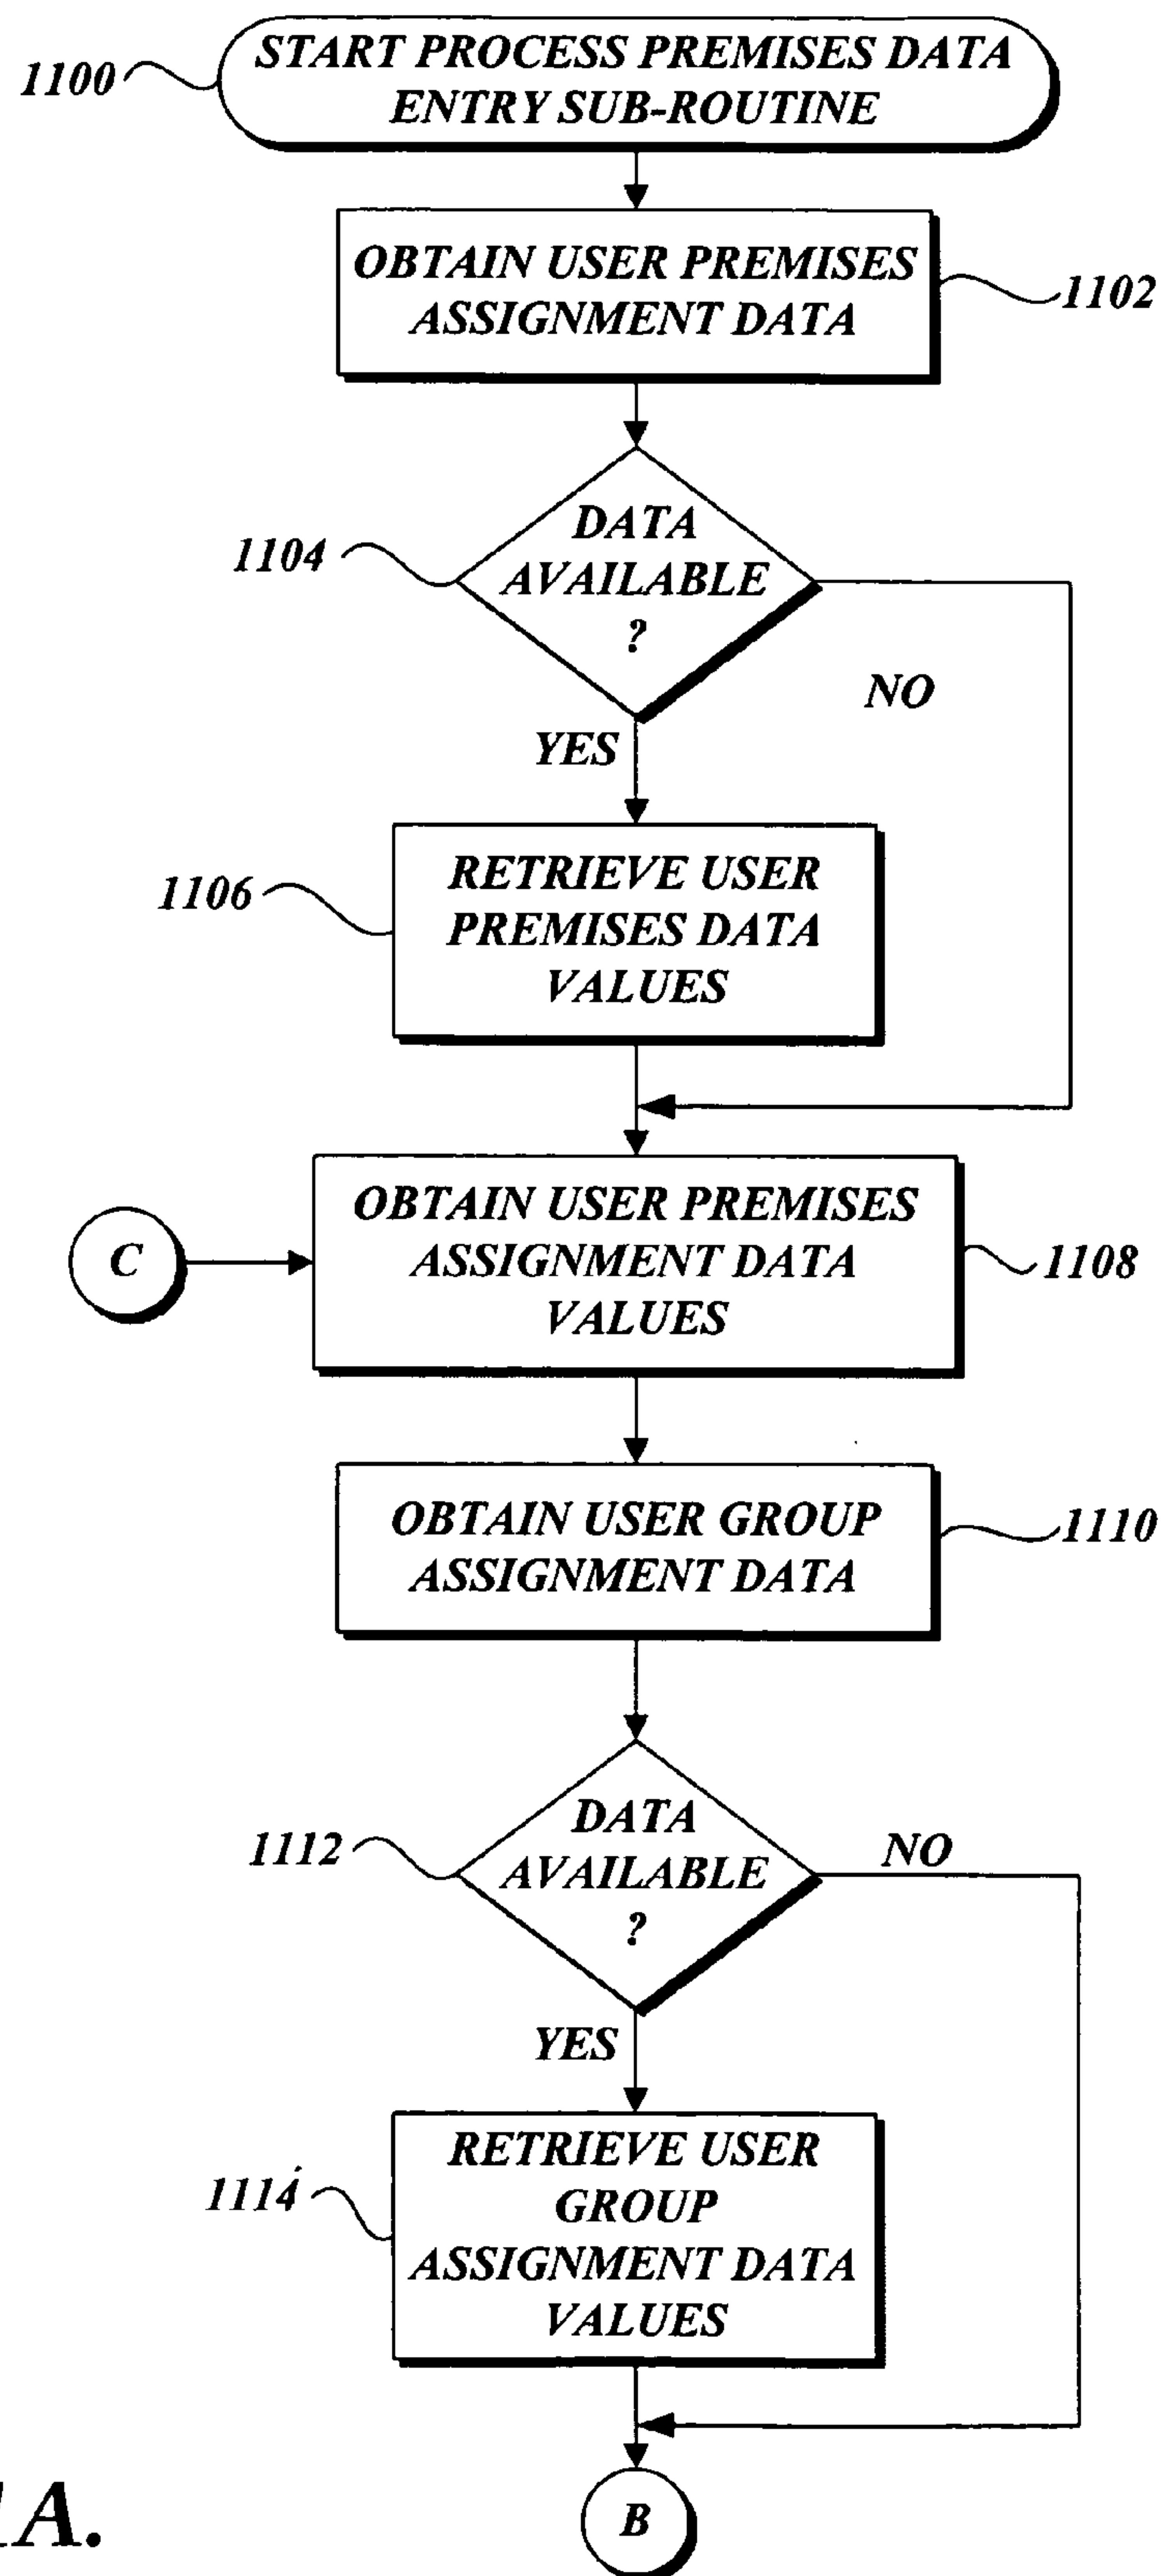 START PROCESS PREMISES DATA
ENTRY SUB-ROUTINE
1100
OBTAIN USER PREMISES
ASSIGNMENT DATA
1102
DATA
AVAILABLE
?
1104
NO
YES
RETRIEVE USER
PREMISES DATA
VALUES
1106
C
OBTAIN USER PREMISES
ASSIGNMENT DATA
VALUES
1108
OBTAIN USER GROUP
ASSIGNMENT DATA
1110
DATA
AVAILABLE
?
1112
NO
YES
RETRIEVE USER
GROUP
ASSIGNMENT DATA
VALUES
1114
B
1A.